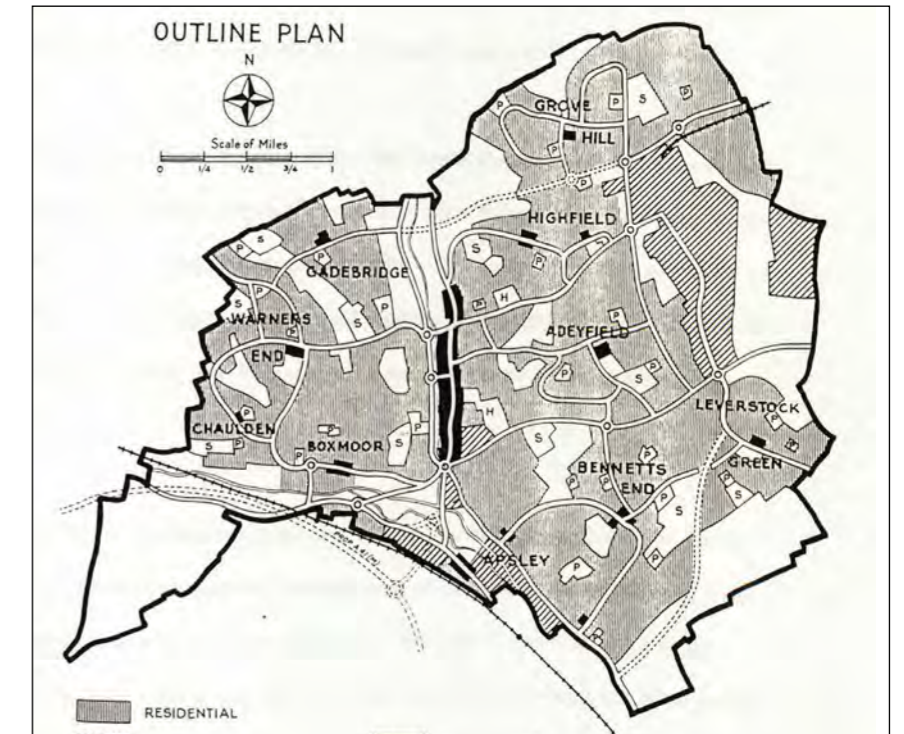 OUTLINE PLAN
N
Scale of Miles
0 1/4 1/2 3/4 1
GROVE
HILL
P
S
P
P
P
P
HIGHFIELD
S
P
GADEBRIDGE
P
S
P
P
S
P
S
WARNERS
END
P
S
P
H
P
ADEYFIELD
P
S
P
P
CHAULDEN
P
S
P
BOXMOOR
P
P
S
P
H
S
LEVERSTOCK
GREEN
P
P
P
S
BENNETTS
END
P
P
P
S
P
APSLEY
P
RESIDENTIAL